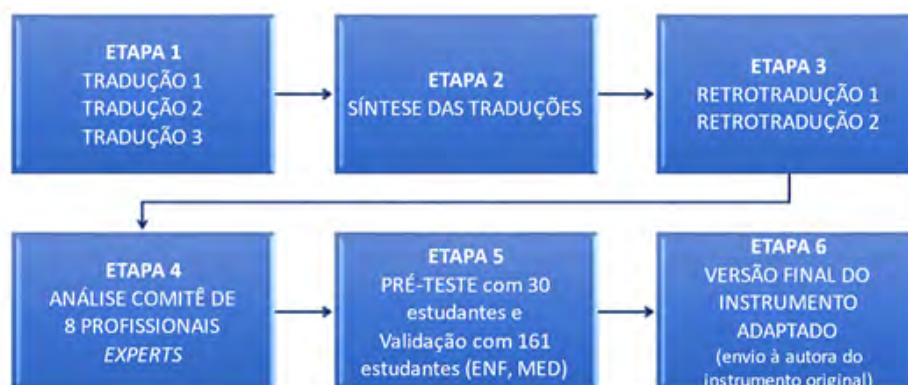 ETAPA 1
TRADUÇÃO 1
TRADUÇÃO 2
TRADUÇÃO 3
ETAPA 2
SÍNTESE DAS TRADUÇÕES
ETAPA 3
RETROTRADUÇÃO 1
RETROTRADUÇÃO 2
ETAPA 4
ANÁLISE COMITÊ DE
8 PROFISSIONAIS
EXPERTS
ETAPA 5
PRÉ-TESTE com 30
estudantes e
Validação com 161
estudantes (ENF, MED)
ETAPA 6
VERSÃO FINAL DO
INSTRUMENTO
ADAPTADO
(envio à autora do
instrumento original)